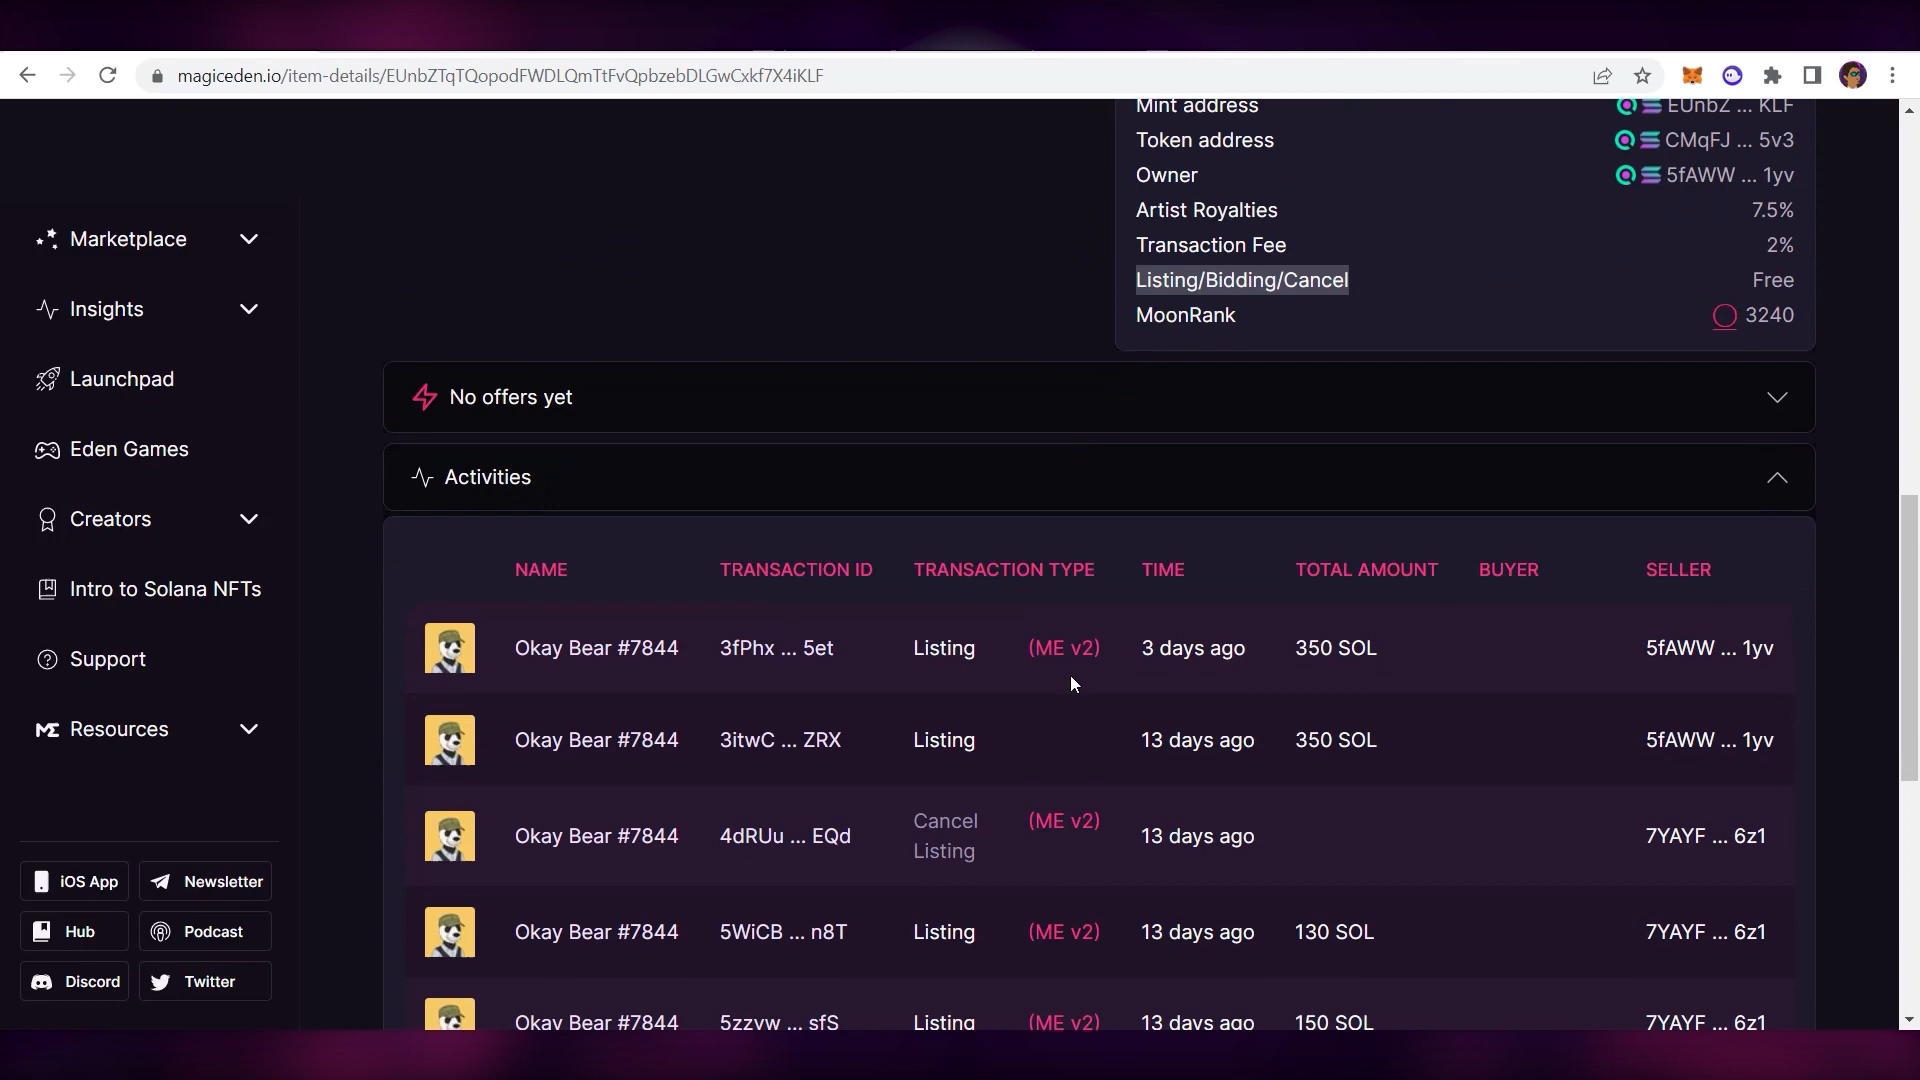 magiceden.io/item-details/EUnbZTqTQopodFWDLQmTtFvQpbzebDLGwCxkf7X4iKLF
Mint address EUnbZ ... KLF
Token address CMqFJ ... 5v3
Owner 5fAWW ... 1yv
Artist Royalties 7.5%
Transaction Fee 2%
Listing/Bidding/Cancel Free
MoonRank 3240
Marketplace
Insights
Launchpad
Eden Games
Creators
Intro to Solana NFTs
Support
Resources
iOS App Newsletter
Hub Podcast
Discord Twitter
No offers yet
Activities
NAME TRANSACTION ID TRANSACTION TYPE TIME TOTAL AMOUNT BUYER SELLER
Okay Bear #7844 3fPhx ... 5et Listing (ME v2) 3 days ago 350 SOL 5fAWW ... 1yv
Okay Bear #7844 3itwC ... ZRX Listing 13 days ago 350 SOL 5fAWW ... 1yv
Okay Bear #7844 4dRUu ... EQd Cancel Listing (ME v2) 13 days ago 7YAYF ... 6z1
Okay Bear #7844 5WiCB ... n8T Listing (ME v2) 13 days ago 130 SOL 7YAYF ... 6z1
Okay Bear #7844 5zzyw ... sfS Listing (ME v2) 13 days ago 150 SOL 7YAYF ... 6z1